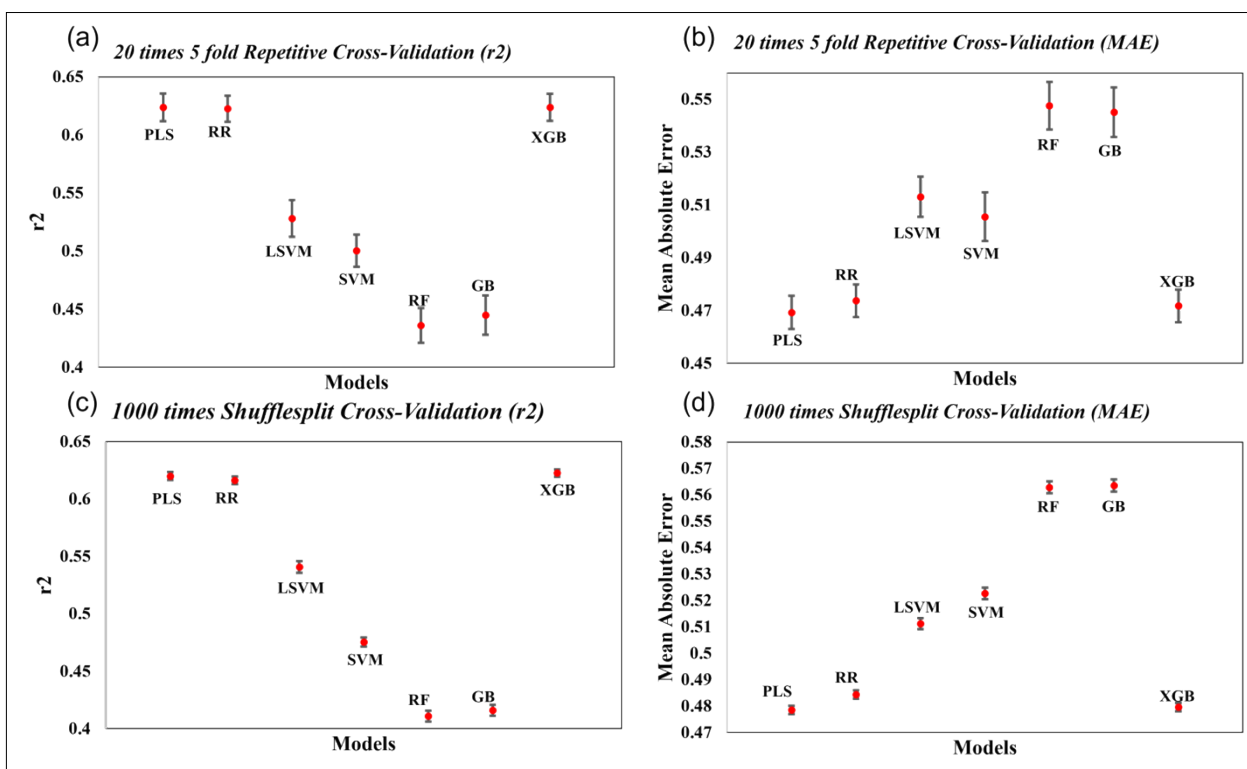 (a) 20 times 5 fold Repetitive Cross-Validation (r2)
0.65
0.6
0.55
0.5
0.45
0.4
r2
PLS
RR
LSVM
SVM
RF
GB
XGB
Models
(b) 20 times 5 fold Repetitive Cross-Validation (MAE)
0.55
0.53
0.51
0.49
0.47
0.45
Mean Absolute Error
PLS
RR
LSVM
SVM
RF
GB
XGB
Models
(c) 1000 times Shufflesplit Cross-Validation (r2)
0.65
0.6
0.55
0.5
0.45
0.4
r2
PLS
RR
LSVM
SVM
RF
GB
XGB
Models
(d) 1000 times Shufflesplit Cross-Validation (MAE)
0.58
0.57
0.56
0.55
0.54
0.53
0.52
0.51
0.5
0.49
0.48
0.47
Mean Absolute Error
PLS
RR
LSVM
SVM
RF
GB
XGB
Models